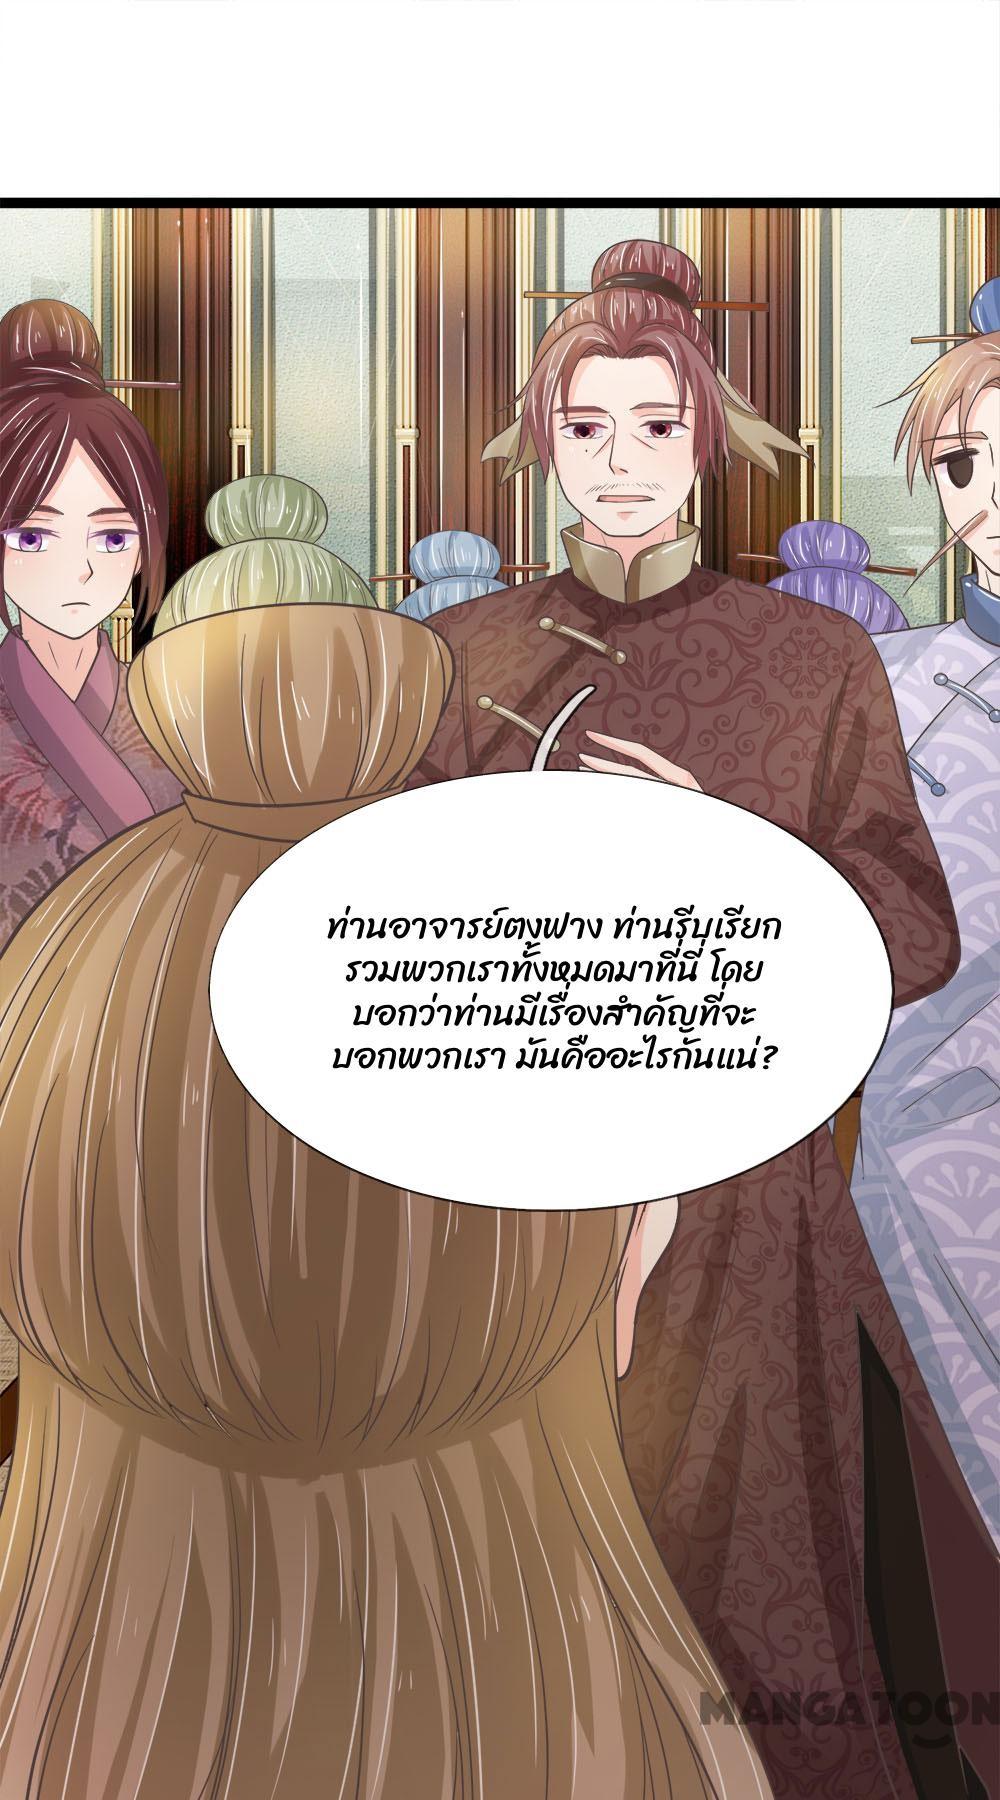 ท่านอาจารย์ตงฟาง ท่านรีบเรียก
รวมพวกเราทั้งหมดมาที่นี่ โดย
บอกว่าท่านมีเรื่องสำคัญที่จะ
บอกพวกเรา มันคืออะไรกันแน่?
MANGATOON